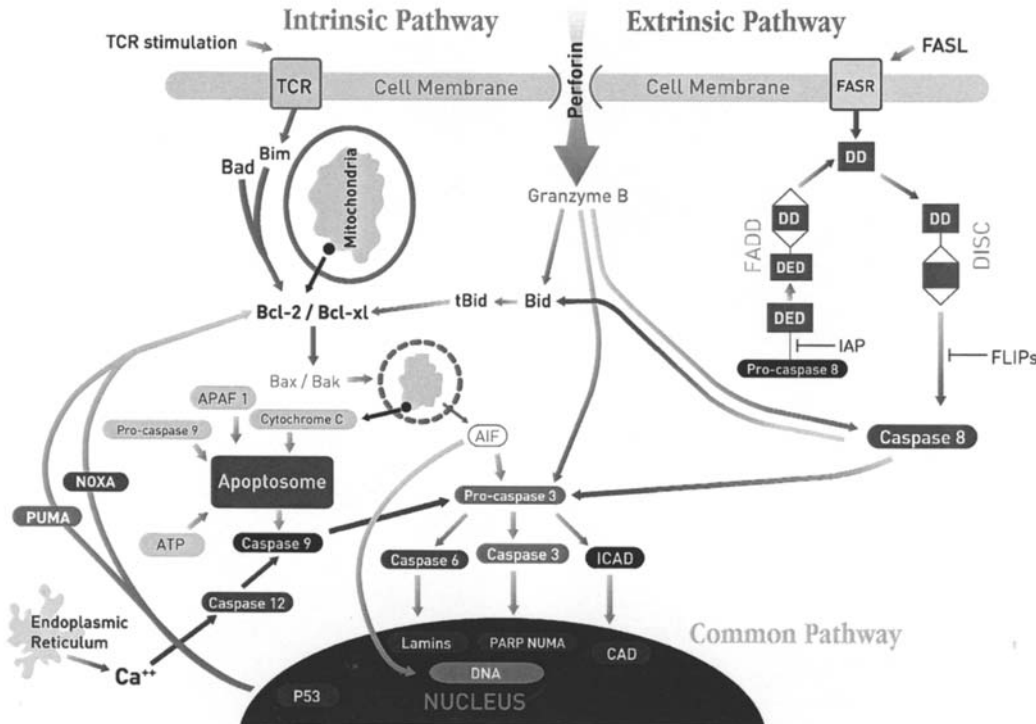 Intrinsic Pathway
Extrinsic Pathway
TCR stimulation
FASL
TCR
Cell Membrane
Perforin
Cell Membrane
FASR
Bad
Bim
Mitochondria
DD
Granzyme B
DD
DD
FADD
DISC
DED
Bcl-2 / Bcl-xl
tBid
Bid
DED
IAP
Pro-caspase 8
FLIPs
Bax / Bak
APAF 1
Cytochrome C
Pro-caspase 9
AIF
Caspase 8
Apoptosome
NOXA
Pro-caspase 3
PUMA
ATP
Caspase 9
Caspase 6
Caspase 3
ICAD
Caspase 12
Endoplasmic
Reticulum
Ca++
Lamins
PARP NUMA
CAD
Common Pathway
DNA
P53
NUCLEUS